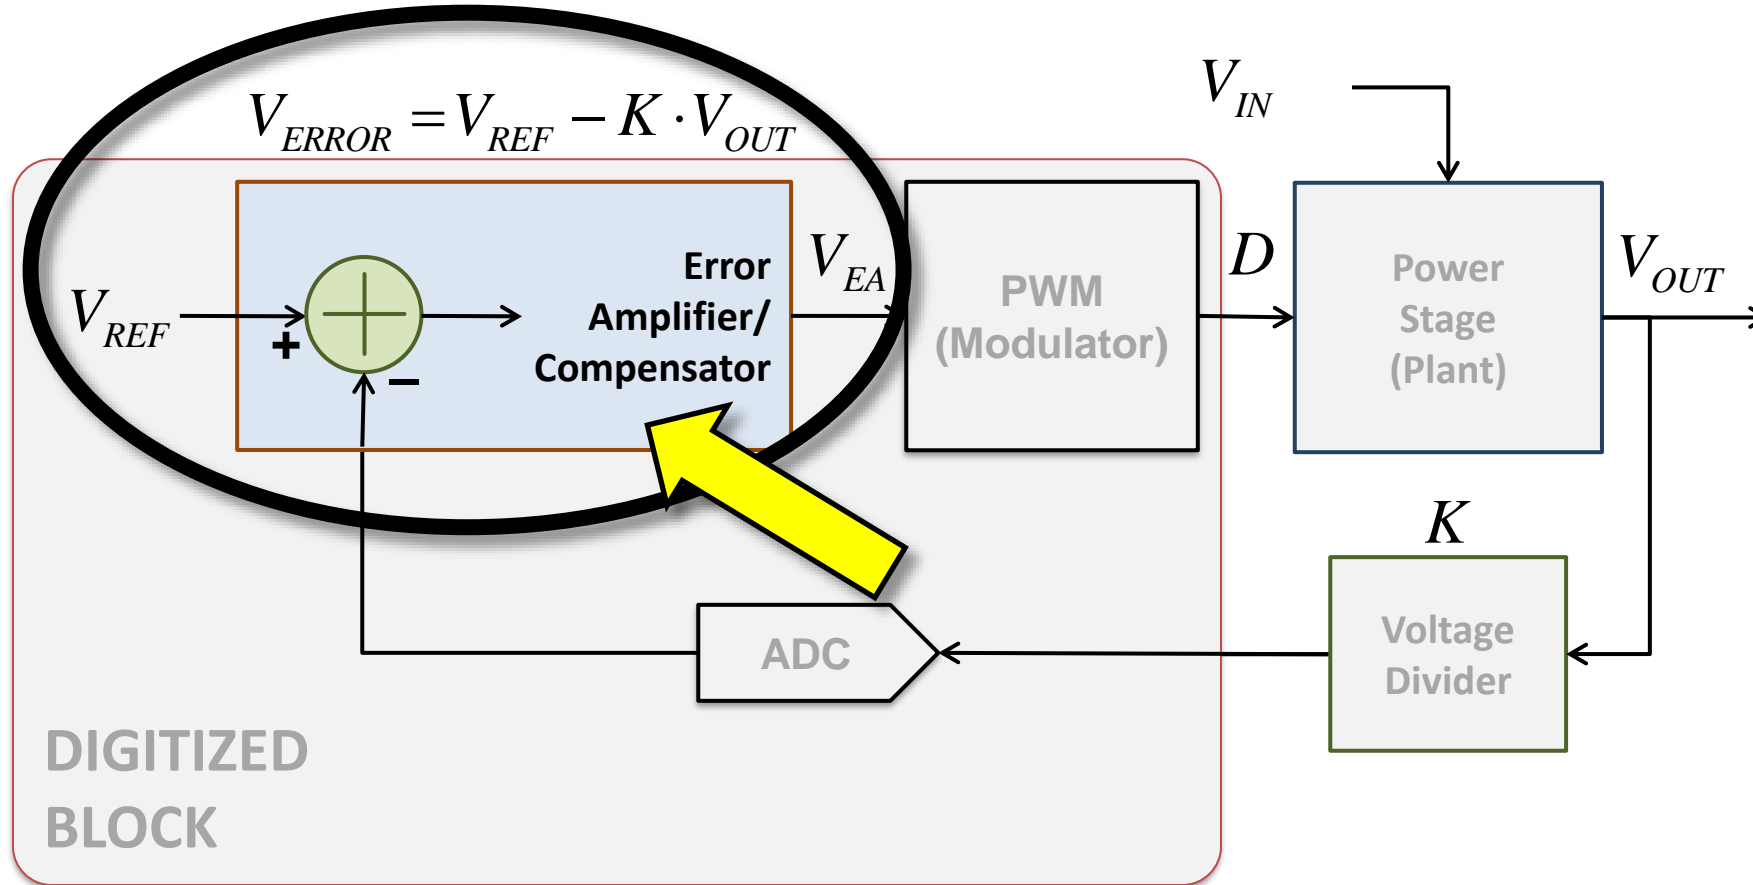 V_ERROR = V_REF − K · V_OUT
V_IN
V_REF
+
−
Error
Amplifier/
Compensator
V_EA
PWM
(Modulator)
D
Power
Stage
(Plant)
V_OUT
K
Voltage
Divider
ADC
DIGITIZED
BLOCK